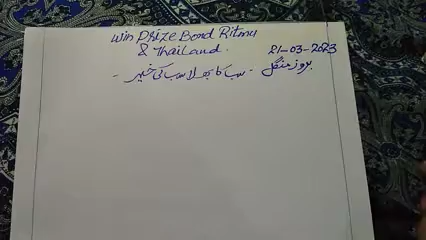 Win Prize Bond Ritmu
& Thailand. 21-03-2023
بروز منگل - سب کا بھلا سب کی خیر -